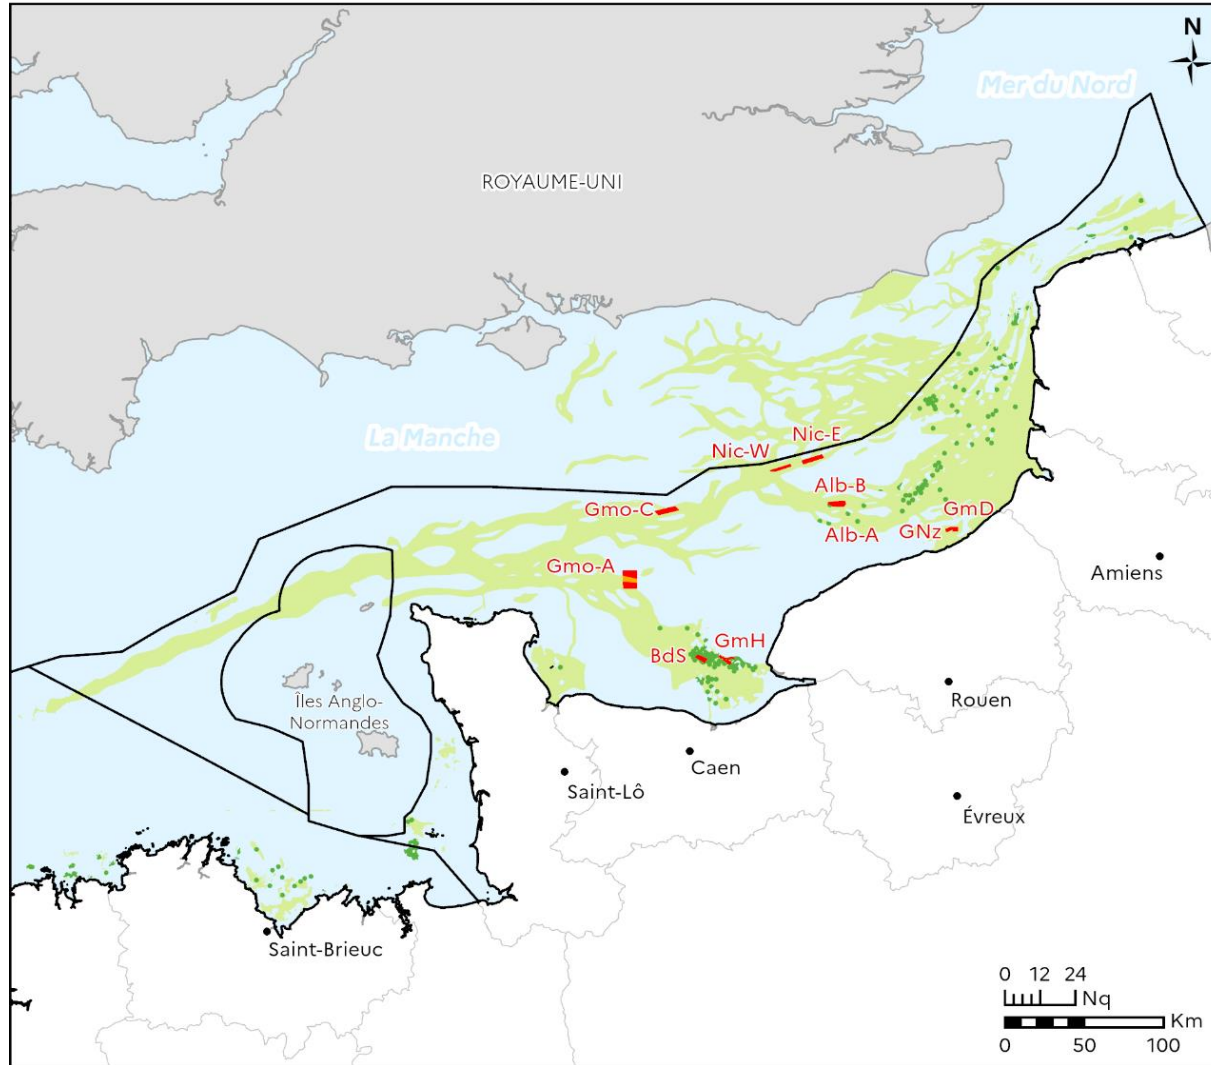 N
Mer du Nord
ROYAUME-UNI
La Manche
Nic-E
Nic-W
Alb-B
Gmo-C
GmD
Alb-A
GNz
Gmo-A
Amiens
GmH
BdS
Rouen
Îles Anglo-
Normandes
Caen
Saint-Lô
Évreux
Saint-Brieuc
0 12 24
Nq
Km
0 50 100